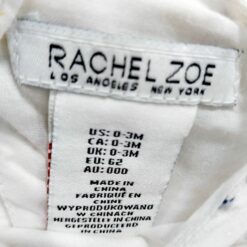 RACHEL ZOE
LOS ANGELES NEW YORK
US: 0-3M
CA: 0-3M
UK: 0-3M
EU: 62
AU: 000
MADE IN
CHINA
FABRIQUÉ EN
CHINE
WYPRODUKOWANO
W CHINACH
HERGESTELLT IN CHINA
GEPRODUCEERD IN
CHINA